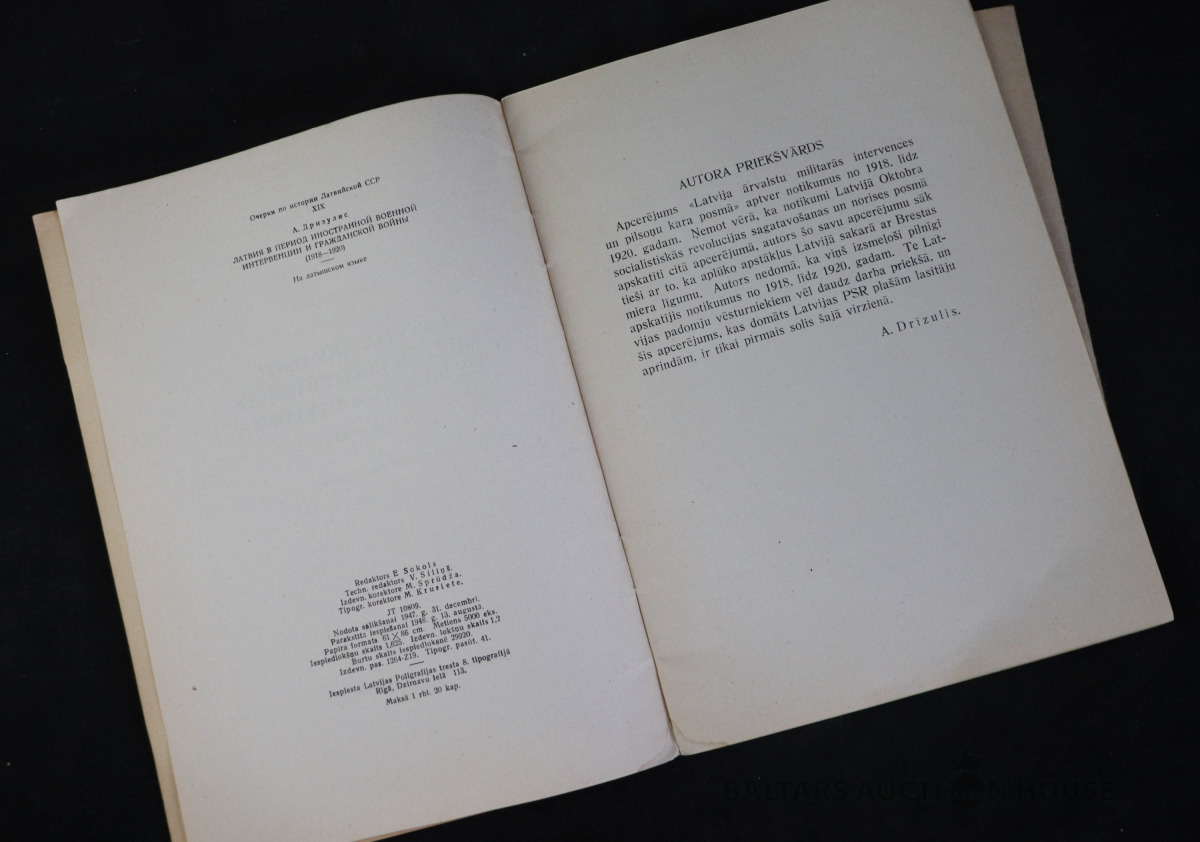 Очерки по истории Латвийской ССР
XIX
А. Дризулис
ЛАТВИЯ В ПЕРИОД ИНОСТРАННОЙ ВОЕННОЙ
ИНТЕРВЕНЦИИ И ГРАЖДАНСКОЙ ВОЙНЫ
(1918—1920)
На латышском языке
Redaktors E. Sokols
Techn. redaktors V. Siliņš.
Izdevn. korektore M. Sprūdža.
Tipogr. korektore M. Krusiete.
JT 10809.
Nodota salikšanai 1947. g. 31. decembrī.
Parakstīta iespiešanai 1948. g. 13. augustā.
Papīra formāts 61×86 cm. Metiens 5000 eks.
Iespiedlokšņu skaits 1,625. Izdevn. lokšņu skaits 1,2
Burtu skaits iespiedloksnē 29920.
Izdevn. pas. 1264-Z19. Tipogr. pasūt. 41.
Iespiesta Latvijas Poligrafijas tresta 8. tipografijā
Rīgā, Dzirnavu ielā 113.
Maksā 1 rbl. 20 kap.
AUTORA PRIEKŠVĀRDS
Apcerējums «Latvija ārvalstu militārās intervences
un pilsoņu kara posmā» aptver notikumus no 1918. līdz
1920. gadam. Ņemot vērā, ka notikumi Latvijā Oktobra
socialistiskās revolucijas sagatavošanas un norises posmā
apskatīti citā apcerējumā, autors šo savu apcerējumu sāk
tieši ar to, ka aplūko apstākļus Latvijā sakarā ar Brestas
miera līgumu. Autors nedomā, ka viņš izsmeļoši pilnīgi
apskatījis notikumus no 1918. līdz 1920. gadam. Te Lat-
vijas padomju vēsturniekiem vēl daudz darba priekšā, un
šis apcerējums, kas domāts Latvijas PSR plašām lasītāju
aprindām, ir tikai pirmais solis šajā virzienā.
A. Drīzulis.
BALTARS AUCTION HOUSE